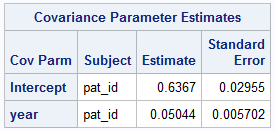 Covariance Parameter Estimates
Cov Parm Subject Estimate Standard Error
Intercept pat_id 0.6367 0.02955
year pat_id 0.05044 0.005702